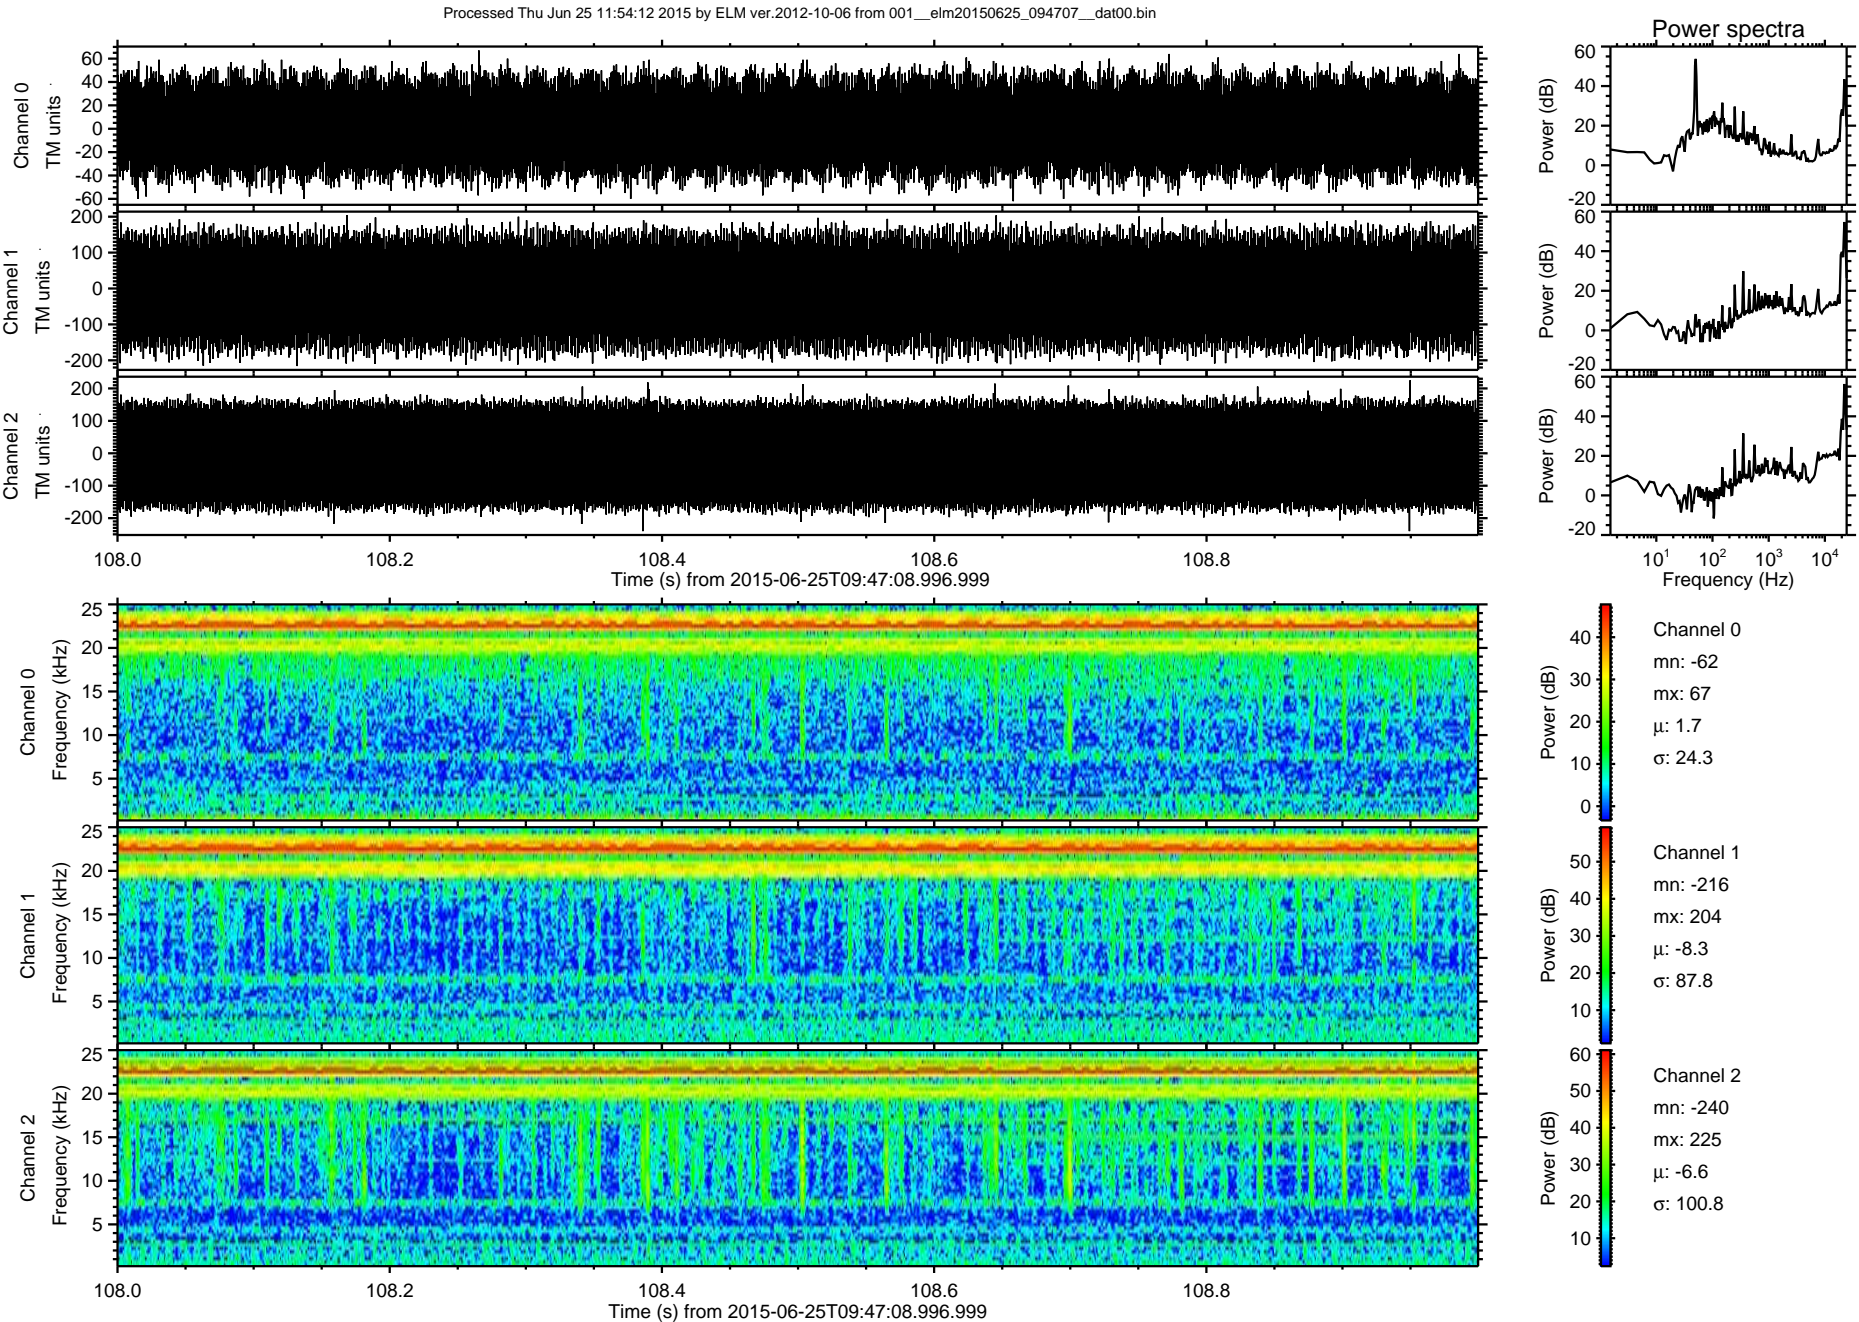 Processed Thu Jun 25 11:54:12 2015 by ELM ver.2012-10-06 from 001__elm20150625_094707__dat00.bin
Power spectra
Channel 0
TM units
60
40
20
0
-20
-40
-60
Power (dB)
60
40
20
0
-20
Channel 1
TM units
200
100
0
-100
-200
Power (dB)
60
40
20
0
-20
Channel 2
TM units
200
100
0
-100
-200
Power (dB)
60
40
20
0
-20
108.0 108.2 108.4 108.6 108.8
Time (s) from 2015-06-25T09:47:08.996.999
10¹ 10² 10³ 10⁴
Frequency (Hz)
Channel 0
Frequency (kHz)
25
20
15
10
5
Power (dB)
40
30
20
10
0
Channel 0
mn: -62
mx: 67
μ: 1.7
σ: 24.3
Channel 1
Frequency (kHz)
25
20
15
10
5
Power (dB)
50
40
30
20
10
Channel 1
mn: -216
mx: 204
μ: -8.3
σ: 87.8
Channel 2
Frequency (kHz)
25
20
15
10
5
Power (dB)
60
50
40
30
20
10
Channel 2
mn: -240
mx: 225
μ: -6.6
σ: 100.8
108.0 108.2 108.4 108.6 108.8
Time (s) from 2015-06-25T09:47:08.996.999